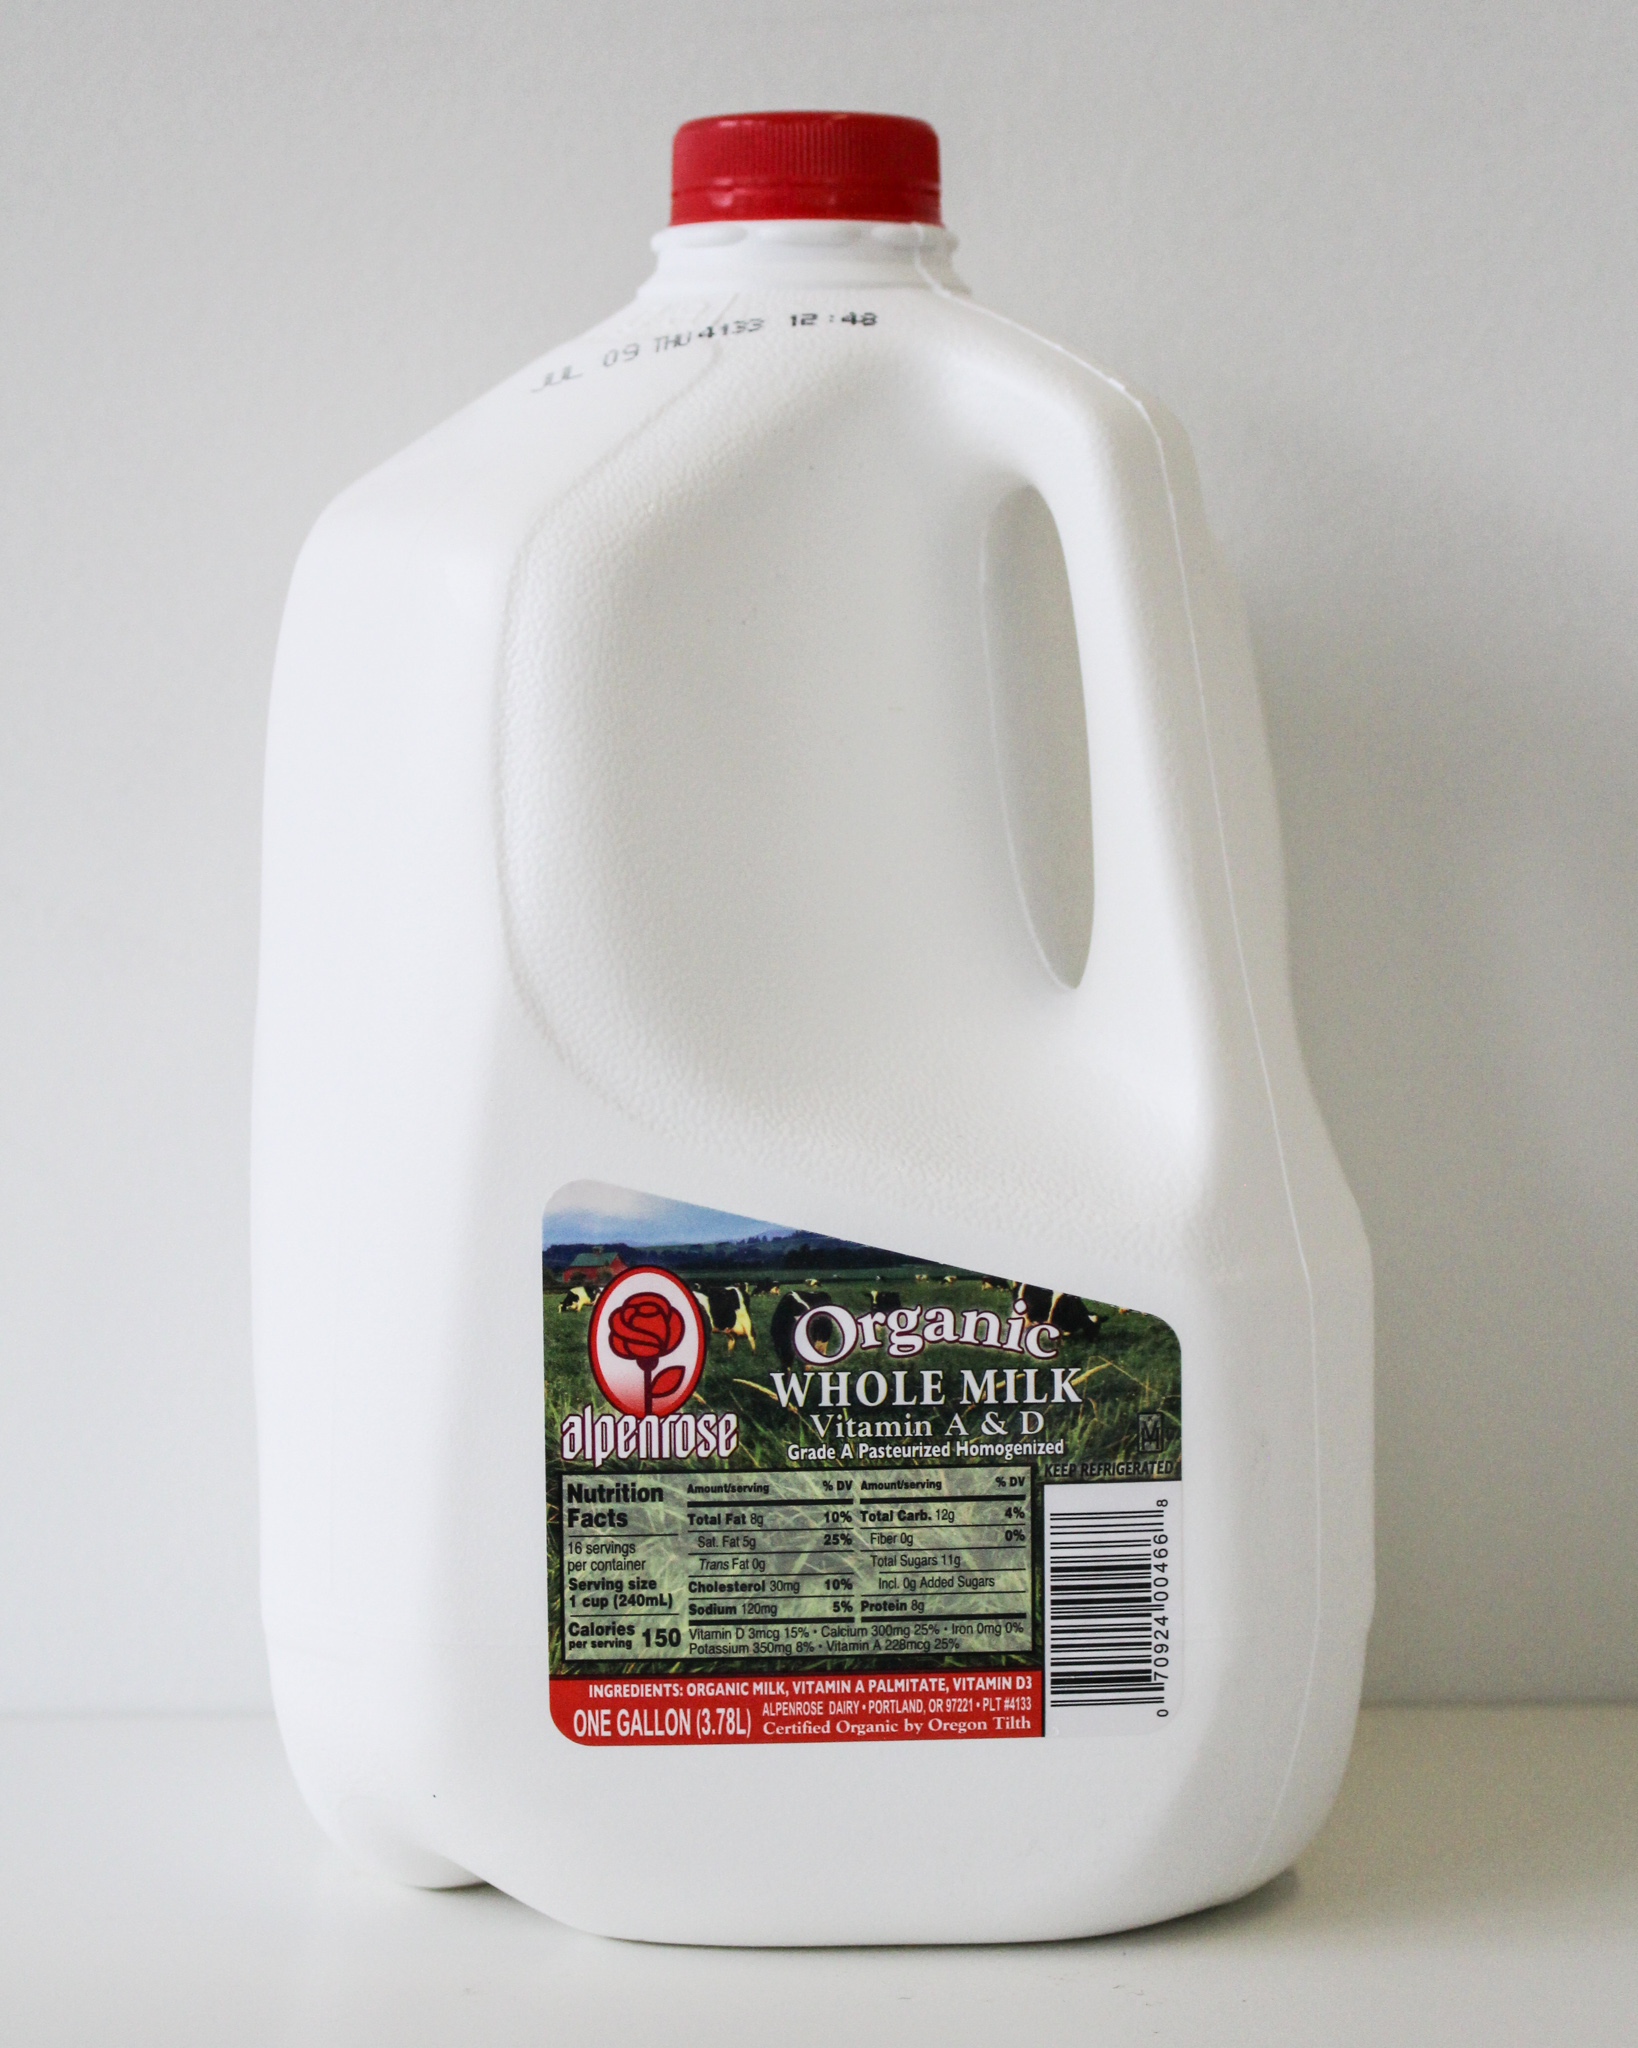 JUL 09 THU 4133 12:48
Organic
WHOLE MILK
Vitamin A & D
Grade A Pasteurized Homogenized
alpenrose
KEEP REFRIGERATED
Nutrition
Facts
16 servings
per container
Serving size
1 cup (240mL)
Calories
per serving 150
Amount/serving % DV
Total Fat 8g 10%
Sat. Fat 5g 25%
Trans Fat 0g
Cholesterol 30mg 10%
Sodium 120mg 5%
Amount/serving % DV
Total Carb. 12g 4%
Fiber 0g 0%
Total Sugars 11g
Incl. 0g Added Sugars
Protein 8g
Vitamin D 3mcg 15% • Calcium 300mg 25% • Iron 0mg 0%
Potassium 350mg 8% • Vitamin A 228mcg 25%
INGREDIENTS: ORGANIC MILK, VITAMIN A PALMITATE, VITAMIN D3
ONE GALLON (3.78L)
ALPENROSE DAIRY • PORTLAND, OR 97221 • PLT #4133
Certified Organic by Oregon Tilth
0 70924 00466 8